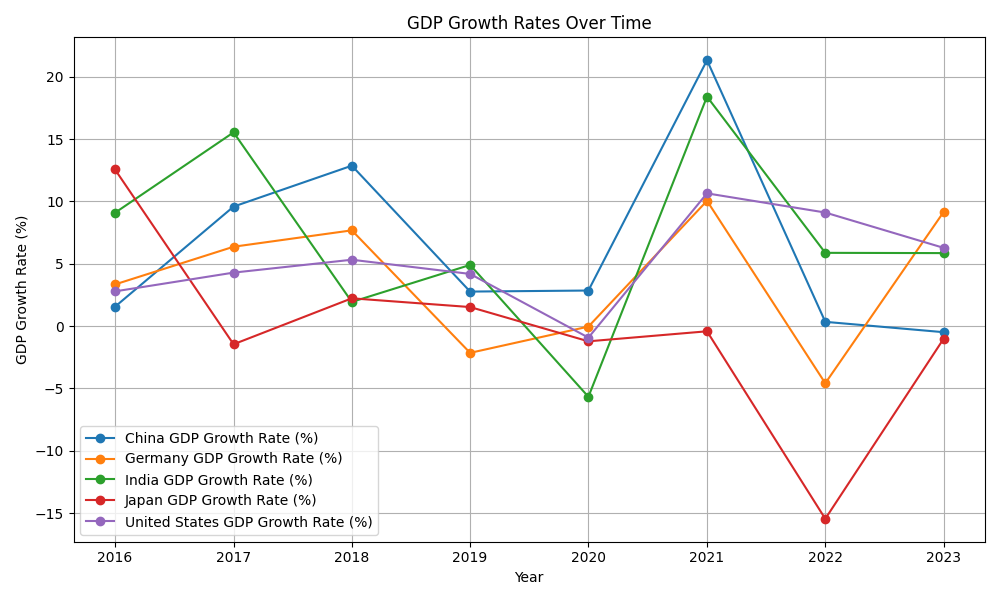 GDP Growth Rates Over Time
GDP Growth Rate (%)
20
15
10
5
0
−5
−10
−15
China GDP Growth Rate (%)
Germany GDP Growth Rate (%)
India GDP Growth Rate (%)
Japan GDP Growth Rate (%)
United States GDP Growth Rate (%)
2016 2017 2018 2019 2020 2021 2022 2023
Year